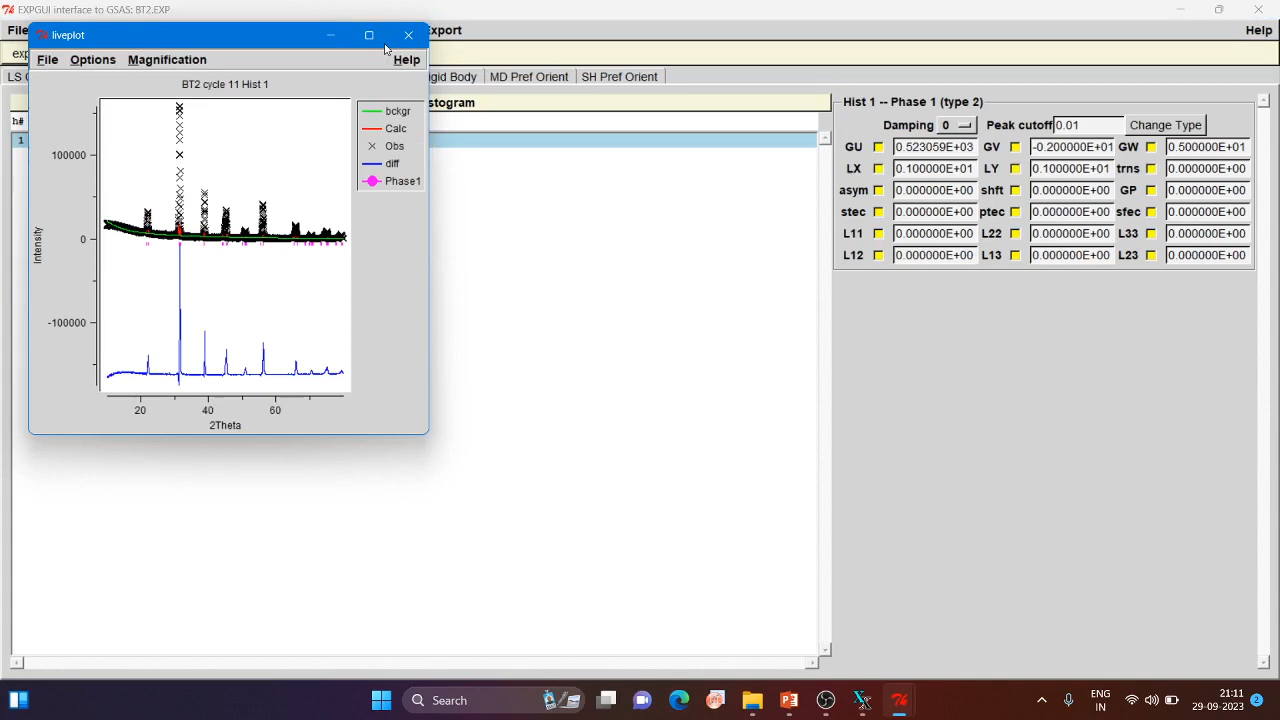 EXPGUI interface to GSAS: BT2.EXP
File
xport
Help
liveplot
exp
File Options Magnification Help
LS C
igid Body MD Pref Orient SH Pref Orient
BT2 cycle 11 Hist 1
stogram
h#
1
bckgr
Calc
Obs
diff
Phase1
100000
0
-100000
Intensity
20 40 60
2Theta
Hist 1 -- Phase 1 (type 2)
Damping 0 Peak cutoff 0.01 Change Type
GU 0.523059E+03 GV -0.200000E+01 GW 0.500000E+01
LX 0.100000E+01 LY 0.100000E+01 trns 0.000000E+00
asym 0.000000E+00 shft 0.000000E+00 GP 0.000000E+00
stec 0.000000E+00 ptec 0.000000E+00 sfec 0.000000E+00
L11 0.000000E+00 L22 0.000000E+00 L33 0.000000E+00
L12 0.000000E+00 L13 0.000000E+00 L23 0.000000E+00
Search
ENG
IN
21:11
29-09-2023
2